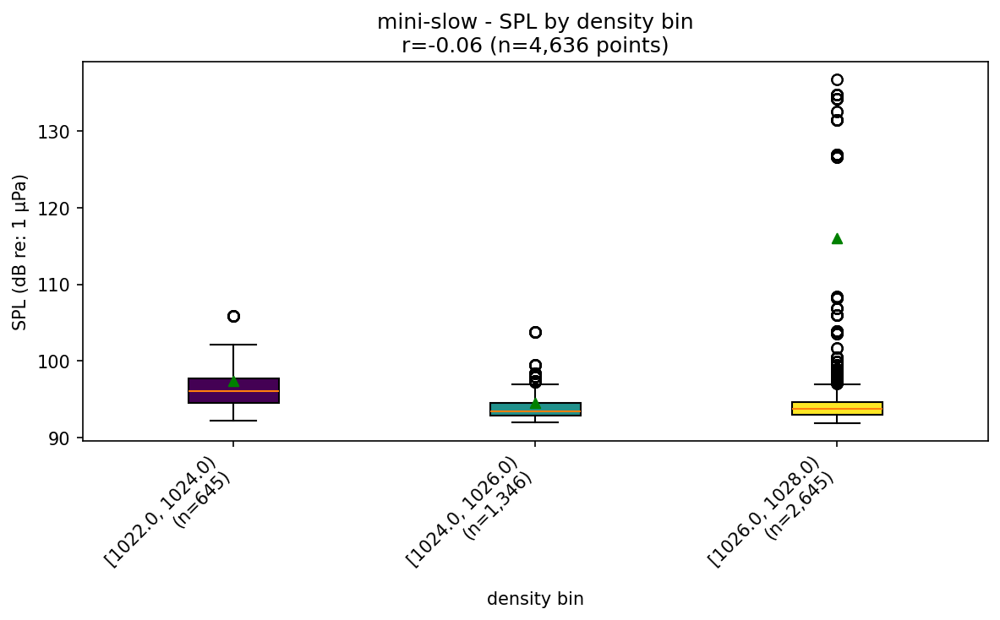 mini-slow - SPL by density bin
r=-0.06 (n=4,636 points)
SPL (dB re: 1 µPa)
130
120
110
100
90
[1022.0, 1024.0)
(n=645)
[1024.0, 1026.0)
(n=1,346)
[1026.0, 1028.0)
(n=2,645)
density bin